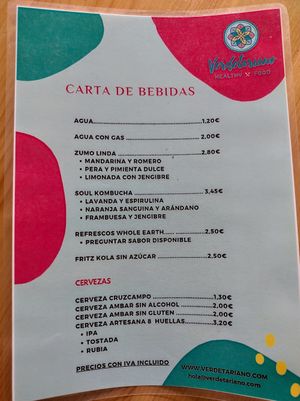 Verdetariano
HEALTHY FOOD
CARTA DE BEBIDAS
AGUA 1,20€
AGUA CON GAS 2,00€
ZUMO LINDA 2,80€
• MANDARINA Y ROMERO
• PERA Y PIMIENTA DULCE
• LIMONADA CON JENGIBRE
SOUL KOMBUCHA 3,45€
• LAVANDA Y ESPIRULINA
• NARANJA SANGUINA Y ARÁNDANO
• FRAMBUESA Y JENGIBRE
REFRESCOS WHOLE EARTH 2,50€
• PREGUNTAR SABOR DISPONIBLE
FRITZ KOLA SIN AZÚCAR 2,50€
CERVEZAS
CERVEZA CRUZCAMPO 1,30€
CERVEZA AMBAR SIN ALCOHOL 2,00€
CERVEZA AMBAR SIN GLUTEN 2,00€
CERVEZA ARTESANA 8 HUELLAS 3,20€
• IPA
• TOSTADA
• RUBIA
PRECIOS CON IVA INCLUIDO
WWW.VERDETARIANO.COM
hola@verdetariano.com